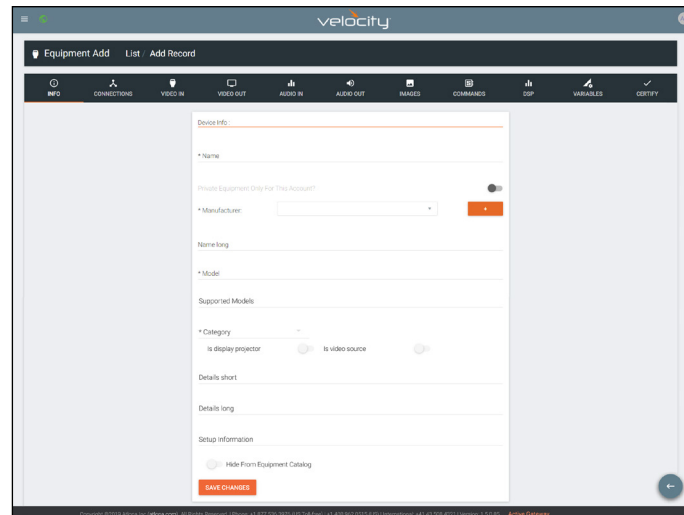 velocity
Equipment Add List / Add Record
INFO CONNECTIONS VIDEO IN VIDEO OUT AUDIO IN AUDIO OUT IMAGES COMMANDS DSP VARIABLES CERTIFY
Device Info :
* Name
Private Equipment Only For This Account?
* Manufacturer:
+
Name long
* Model
Supported Models
* Category
Is display projector Is video source
Details short
Details long
Setup Information
Hide From Equipment Catalog
SAVE CHANGES
Active Gateway